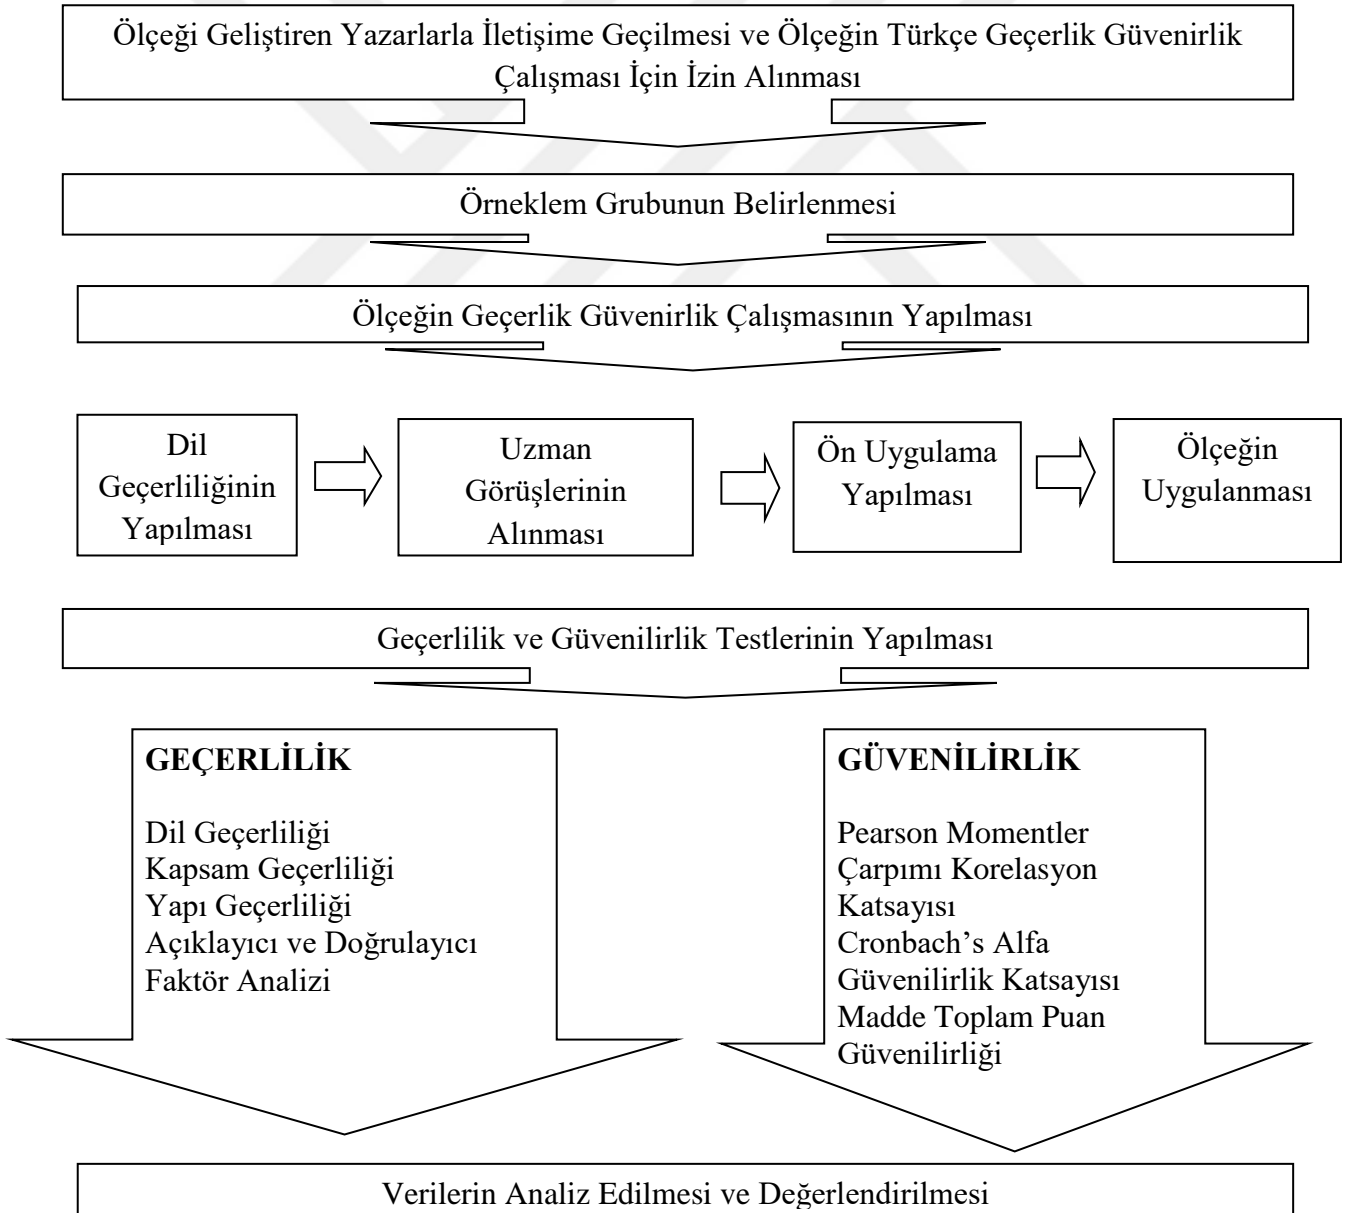 Ölçeği Geliştiren Yazarlarla İletişime Geçilmesi ve Ölçeğin Türkçe Geçerlik Güvenirlik
Çalışması İçin İzin Alınması
Örneklem Grubunun Belirlenmesi
Ölçeğin Geçerlik Güvenirlik Çalışmasının Yapılması
Dil
Geçerliliğinin
Yapılması
Uzman
Görüşlerinin
Alınması
Ön Uygulama
Yapılması
Ölçeğin
Uygulanması
Geçerlilik ve Güvenilirlik Testlerinin Yapılması
GEÇERLİLİK
Dil Geçerliliği
Kapsam Geçerliliği
Yapı Geçerliliği
Açıklayıcı ve Doğrulayıcı
Faktör Analizi
GÜVENİLİRLİK
Pearson Momentler
Çarpımı Korelasyon
Katsayısı
Cronbach’s Alfa
Güvenilirlik Katsayısı
Madde Toplam Puan
Güvenilirliği
Verilerin Analiz Edilmesi ve Değerlendirilmesi